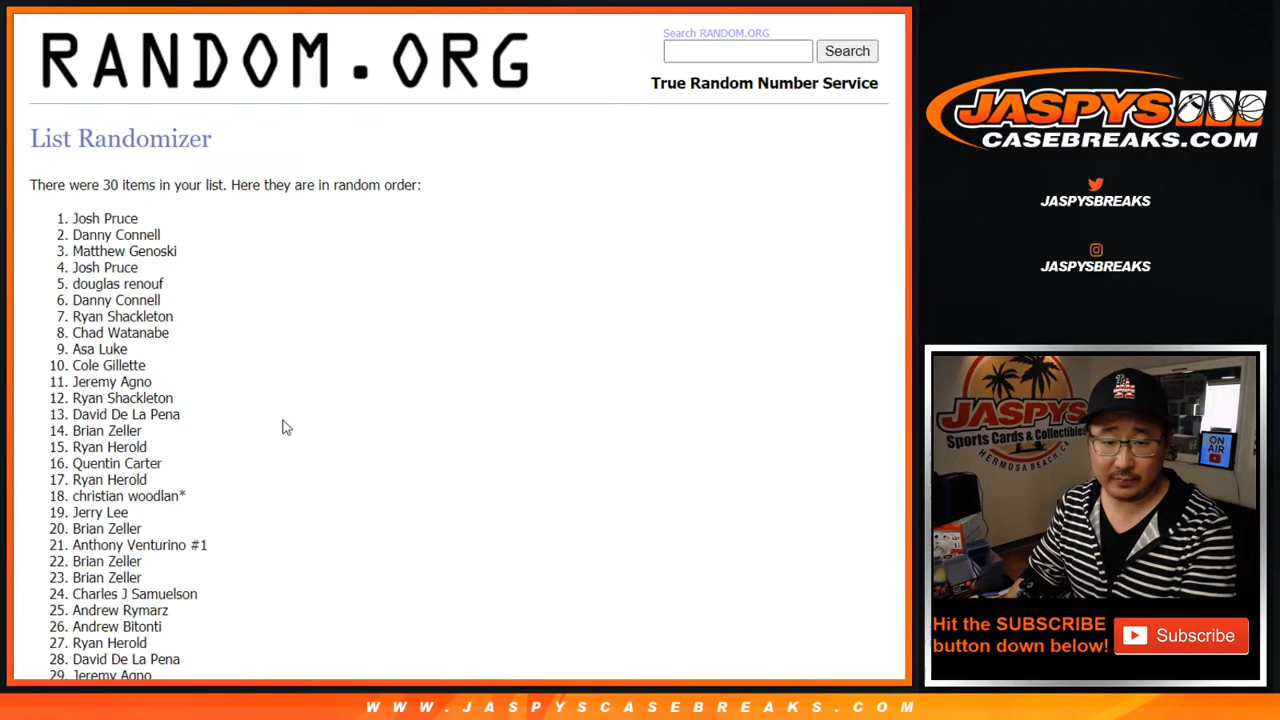 RANDOM.ORG
Search RANDOM.ORG
Search
True Random Number Service
List Randomizer
There were 30 items in your list. Here they are in random order:
1. Josh Pruce
2. Danny Connell
3. Matthew Genoski
4. Josh Pruce
5. douglas renouf
6. Danny Connell
7. Ryan Shackleton
8. Chad Watanabe
9. Asa Luke
10. Cole Gillette
11. Jeremy Agno
12. Ryan Shackleton
13. David De La Pena
14. Brian Zeller
15. Ryan Herold
16. Quentin Carter
17. Ryan Herold
18. christian woodlan*
19. Jerry Lee
20. Brian Zeller
21. Anthony Venturino #1
22. Brian Zeller
23. Brian Zeller
24. Charles J Samuelson
25. Andrew Rymarz
26. Andrew Bitonti
27. Ryan Herold
28. David De La Pena
29. Jeremy Agno
JASPYS
CASEBREAKS.COM
JASPYSBREAKS
JASPYSBREAKS
JASPYS
Sports Cards & Collectibles
HERMOSA BEACH, CA
ON
AIR
Hit the SUBSCRIBE
button down below!
Subscribe
WWW.JASPYSCASEBREAKS.COM